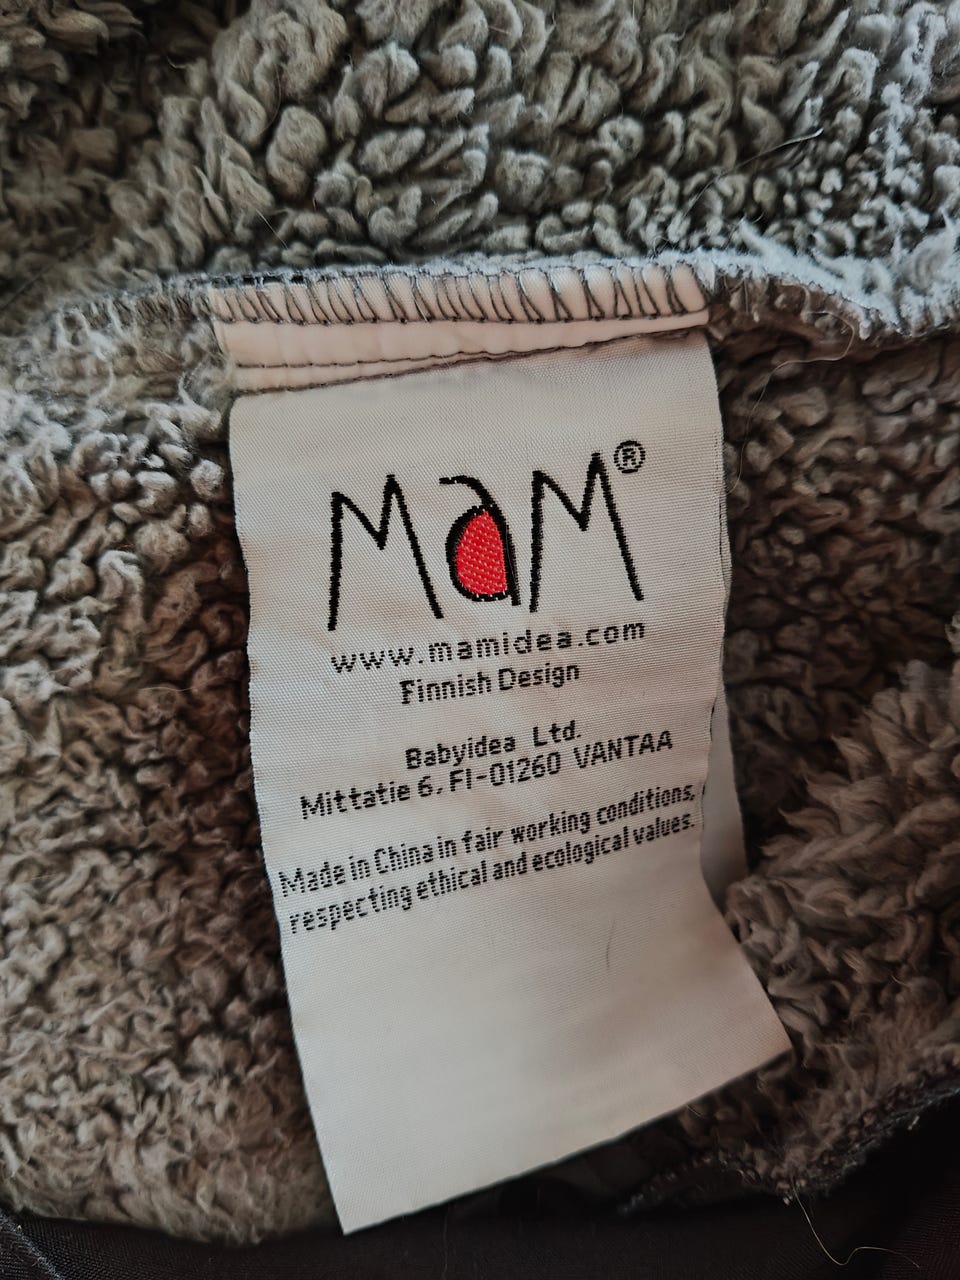 MaM®
www.mamidea.com
Finnish Design
Babyidea Ltd.
Mittatie 6, FI-01260 VANTAA
Made in China in fair working conditions,
respecting ethical and ecological values.